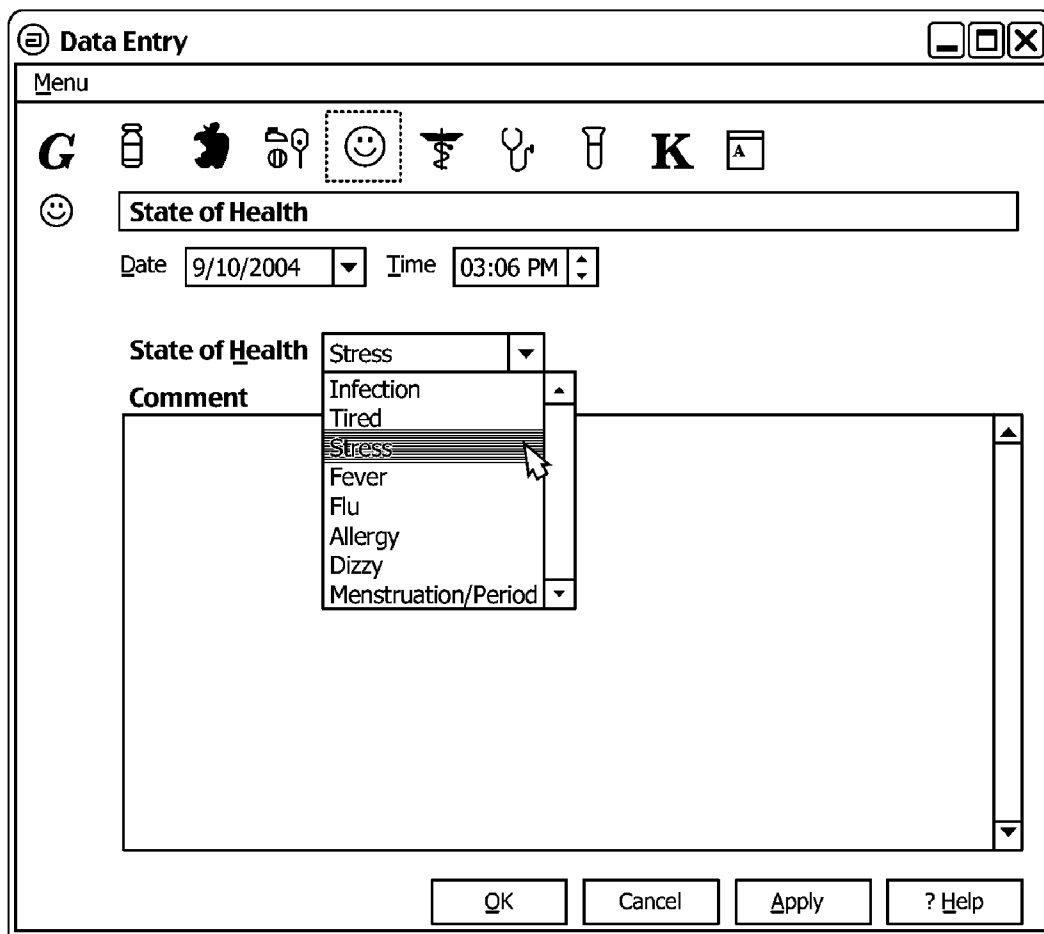 a Data Entry
Menu
G K A
State of Health
Date 9/10/2004 Time 03:06 PM
State of Health Stress
Infection
Comment
Tired
Stress
Fever
Flu
Allergy
Dizzy
Menstruation/Period
OK Cancel Apply ? Help